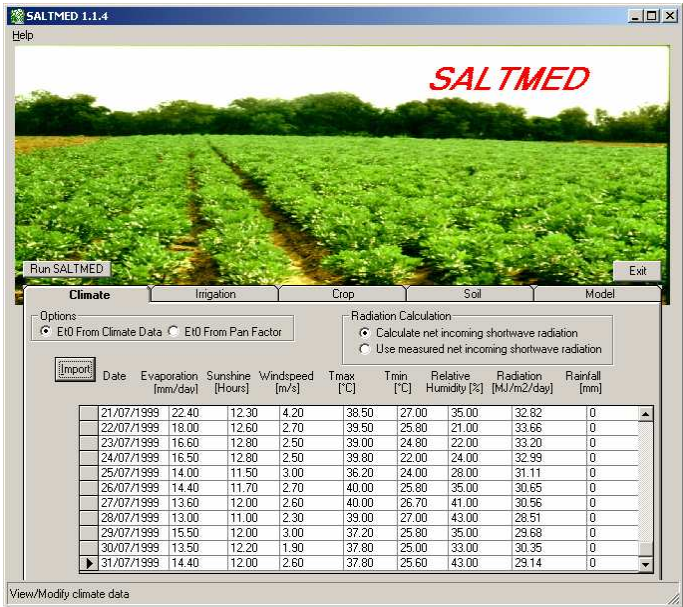 SALTMED 1.1.4
Help
SALTMED
Run SALTMED
Exit
Climate Irrigation Crop Soil Model
Options
Et0 From Climate Data Et0 From Pan Factor
Radiation Calculation
Calculate net incoming shortwave radiation
Use measured net incoming shortwave radiation
Import
Date Evaporation Sunshine Windspeed Tmax Tmin Relative Radiation Rainfall
[mm/day] [Hours] [m/s] [°C] [°C] Humidity [%] [MJ/m2/day] [mm]
21/07/1999 22.40 12.30 4.20 38.50 27.00 35.00 32.82 0
22/07/1999 18.00 12.60 2.70 39.50 25.80 21.00 33.66 0
23/07/1999 16.60 12.80 2.50 39.00 24.80 22.00 33.20 0
24/07/1999 16.50 12.80 2.50 39.80 22.00 24.00 32.99 0
25/07/1999 14.00 11.50 3.00 36.20 24.00 28.00 31.11 0
26/07/1999 14.40 11.70 2.70 40.00 25.80 35.00 30.65 0
27/07/1999 13.60 12.00 2.60 40.00 26.70 41.00 30.56 0
28/07/1999 13.00 11.00 2.30 39.00 27.00 43.00 28.51 0
29/07/1999 15.50 12.00 3.00 37.20 25.80 35.00 29.68 0
30/07/1999 13.50 12.20 1.90 37.80 25.00 33.00 30.35 0
31/07/1999 14.40 12.00 2.60 37.80 25.60 43.00 29.14 0
View/Modify climate data